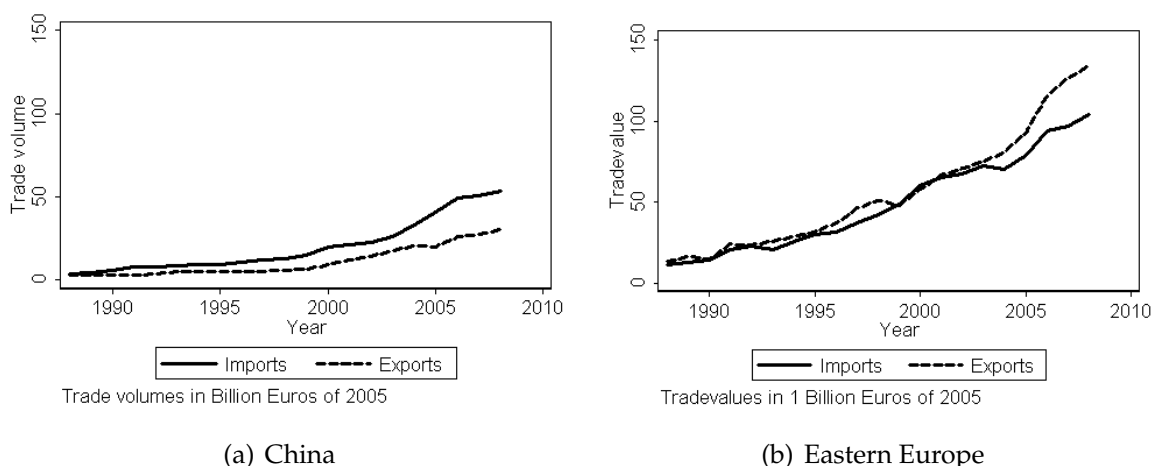 150
100
50
0
Trade volume
1990 1995 2000 2005 2010
Year
Imports Exports
Trade volumes in Billion Euros of 2005
(a) China
150
100
50
0
Tradevalue
1990 1995 2000 2005 2010
Year
Imports Exports
Tradevalues in 1 Billion Euros of 2005
(b) Eastern Europe